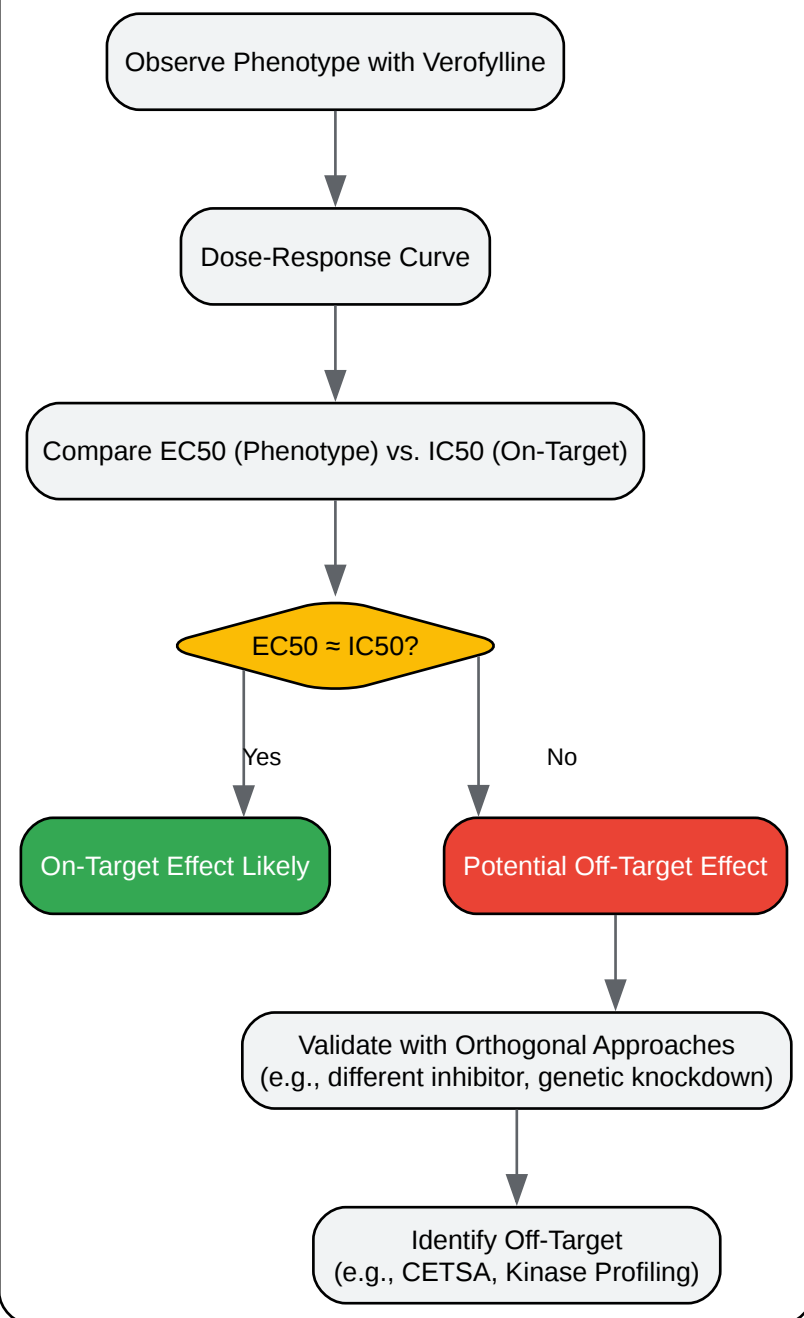 Observe Phenotype with Verofylline
Dose-Response Curve
Compare EC50 (Phenotype) vs. IC50 (On-Target)
EC50 ≈ IC50?
Yes
No
On-Target Effect Likely
Potential Off-Target Effect
Validate with Orthogonal Approaches
(e.g., different inhibitor, genetic knockdown)
Identify Off-Target
(e.g., CETSA, Kinase Profiling)